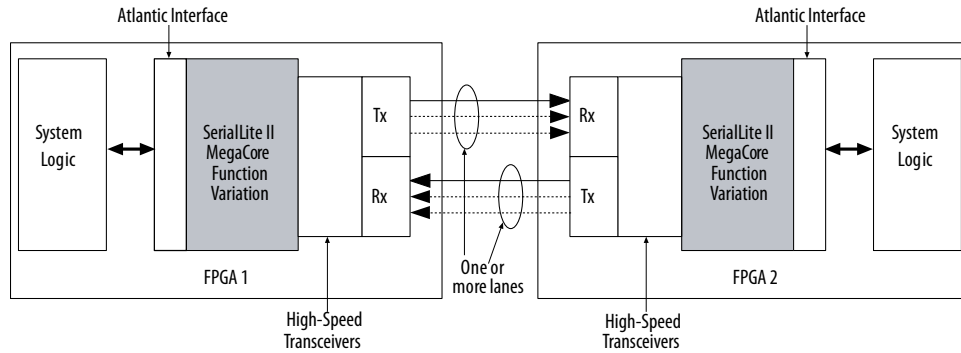 Atlantic Interface
Atlantic Interface
System
Logic
SerialLite II
MegaCore
Function
Variation
Tx
Rx
Rx
Tx
SerialLite II
MegaCore
Function
Variation
System
Logic
FPGA 1
One or
more lanes
FPGA 2
High-Speed
Transceivers
High-Speed
Transceivers